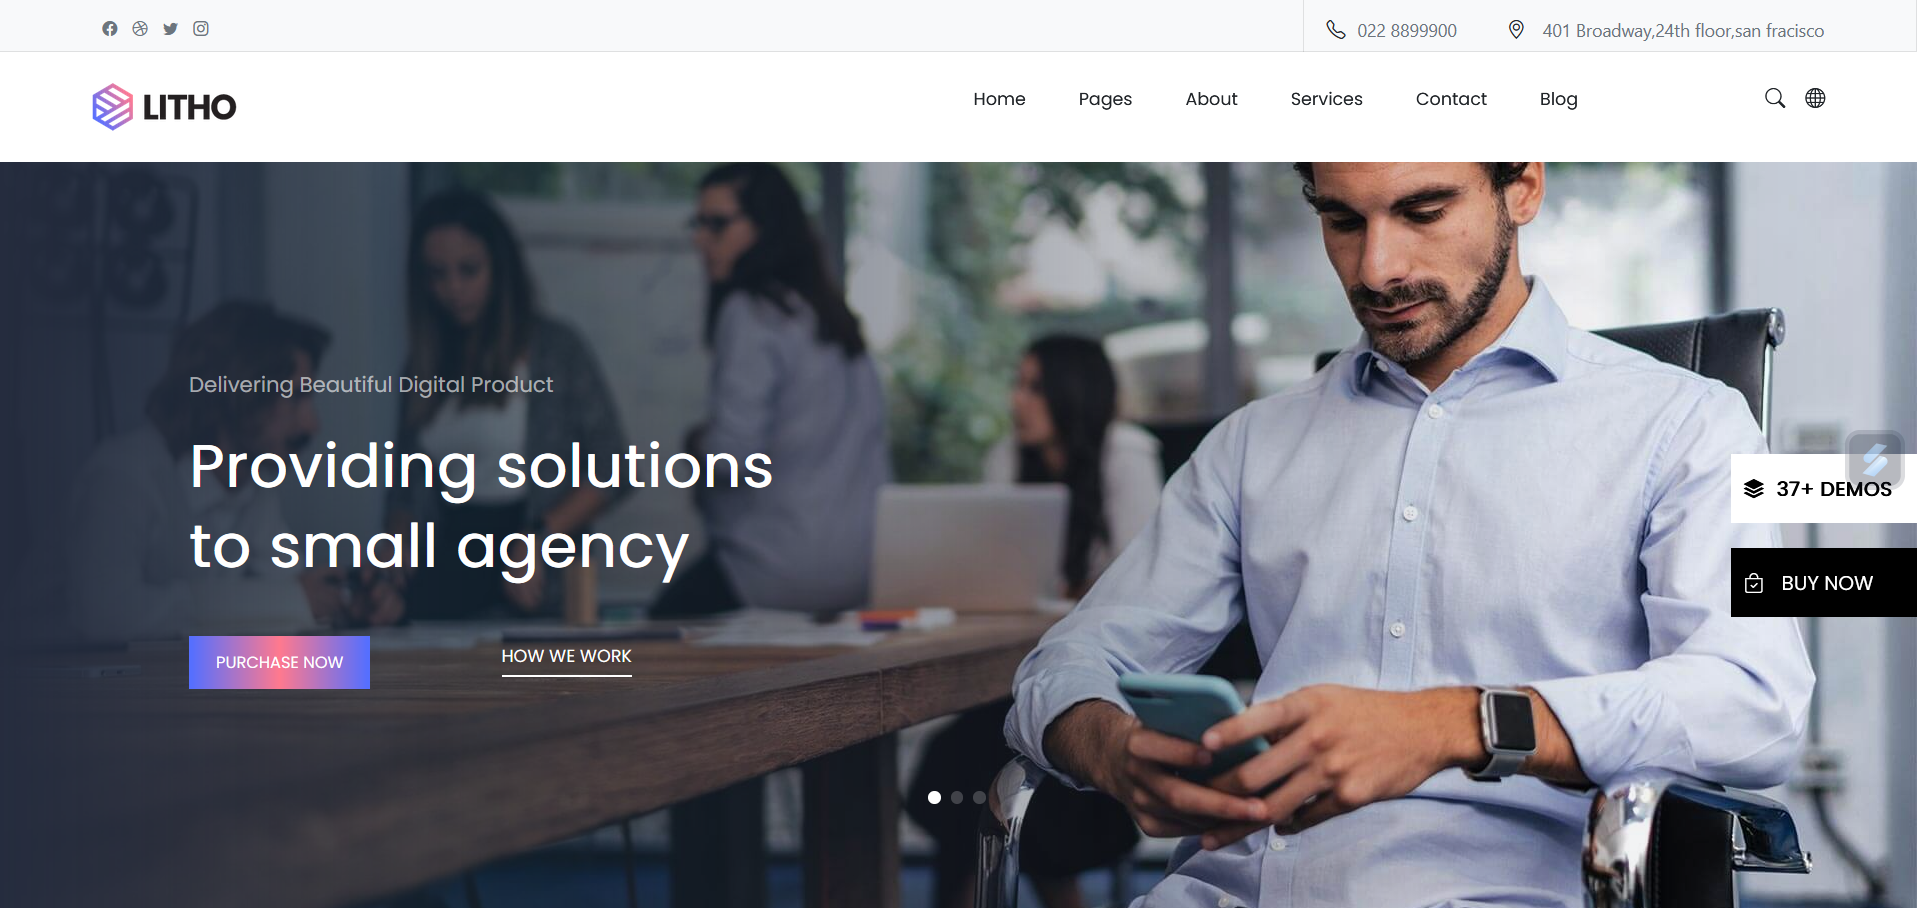 022 8899900
401 Broadway,24th floor,san fracisco
LITHO
Home
Pages
About
Services
Contact
Blog
Delivering Beautiful Digital Product
Providing solutions
to small agency
PURCHASE NOW
HOW WE WORK
37+ DEMOS
BUY NOW